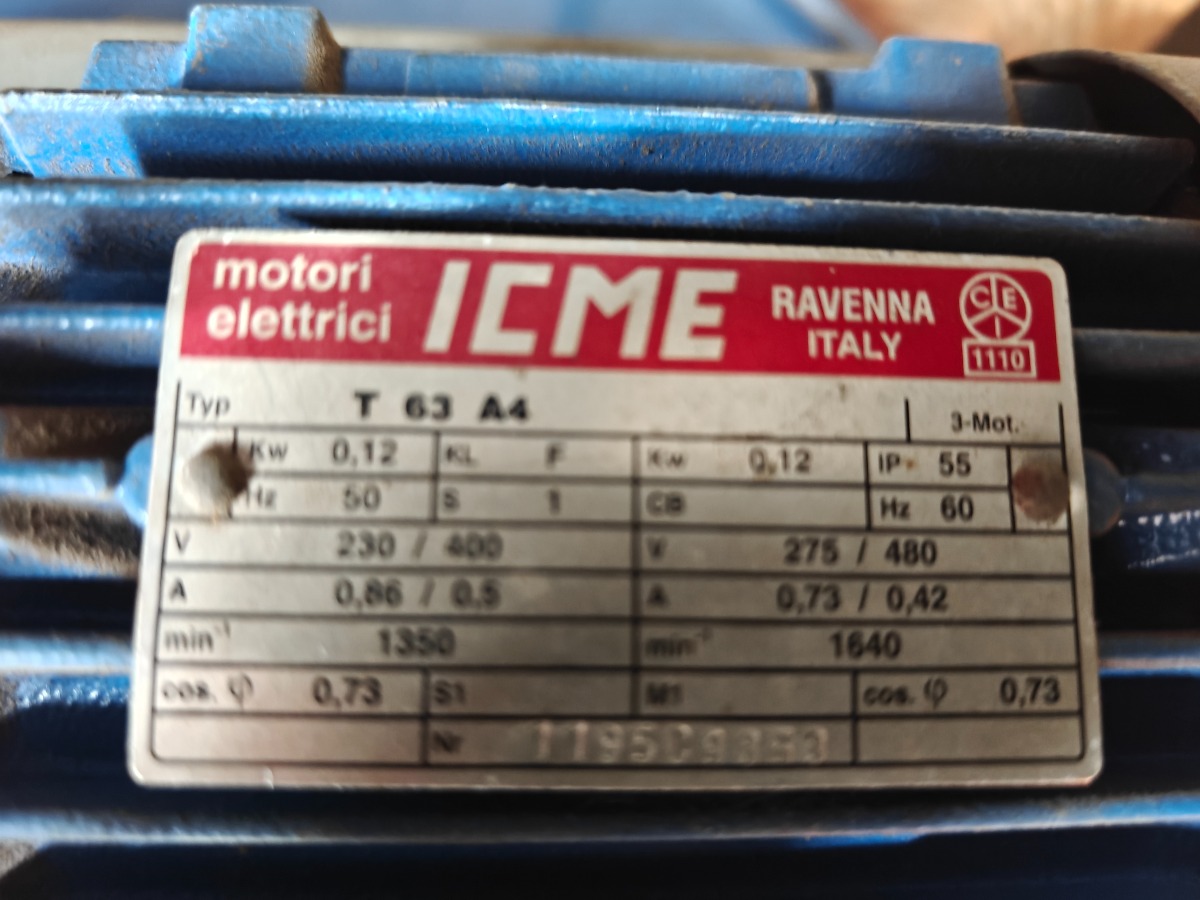 motori
elettrici
ICME
RAVENNA
ITALY
C E I
1110
Typ T 63 A4 3-Mot.
Kw 0,12 KL F Kw 0,12 IP 55
Hz 50 S 1 CB Hz 60
V 230 / 400 V 275 / 480
A 0,86 / 0,5 A 0,73 / 0,42
min⁻¹ 1350 min⁻¹ 1640
cos. φ 0,73 S1 M1 cos. φ 0,73
Nr